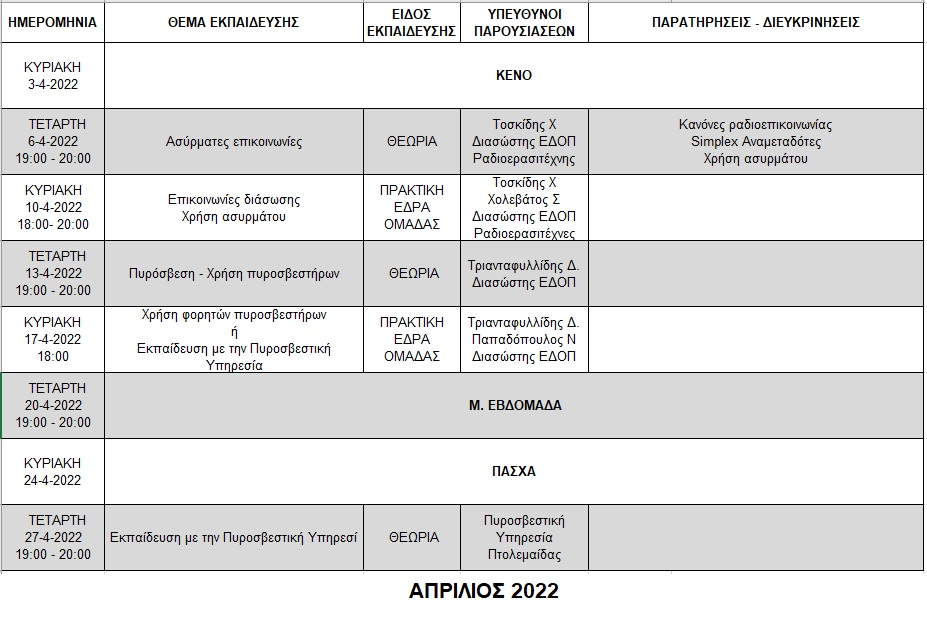 ΗΜΕΡΟΜΗΝΙΑ
ΘΕΜΑ ΕΚΠΑΙΔΕΥΣΗΣ
ΕΙΔΟΣ
ΕΚΠΑΙΔΕΥΣΗΣ
ΥΠΕΥΘΥΝΟΙ
ΠΑΡΟΥΣΙΑΣΕΩΝ
ΠΑΡΑΤΗΡΗΣΕΙΣ - ΔΙΕΥΚΡΙΝΗΣΕΙΣ
ΚΥΡΙΑΚΗ
3-4-2022
ΚΕΝΟ
ΤΕΤΑΡΤΗ
6-4-2022
19:00 - 20:00
Ασύρματες επικοινωνίες
ΘΕΩΡΙΑ
Τοσκίδης Χ
Διασώστης ΕΔΟΠ
Ραδιοερασιτέχνης
Κανόνες ραδιοεπικοινωνίας
Simplex Αναμεταδότες
Χρήση ασυρμάτου
ΚΥΡΙΑΚΗ
10-4-2022
18:00- 20:00
Επικοινωνίες διάσωσης
Χρήση ασυρμάτου
ΠΡΑΚΤΙΚΗ
ΕΔΡΑ
ΟΜΑΔΑΣ
Τοσκίδης Χ
Χολεβάτος Σ
Διασώστης ΕΔΟΠ
Ραδιοερασιτέχνες
ΤΕΤΑΡΤΗ
13-4-2022
19:00 - 20:00
Πυρόσβεση - Χρήση πυροσβεστήρων
ΘΕΩΡΙΑ
Τριανταφυλλίδης Δ.
Διασώστης ΕΔΟΠ
ΚΥΡΙΑΚΗ
17-4-2022
18:00
Χρήση φορητών πυροσβεστήρων
ή
Εκπαίδευση με την Πυροσβεστική
Υπηρεσία
ΠΡΑΚΤΙΚΗ
ΕΔΡΑ
ΟΜΑΔΑΣ
Τριανταφυλλίδης Δ.
Παπαδόπουλος Ν
Διασώστης ΕΔΟΠ
ΤΕΤΑΡΤΗ
20-4-2022
19:00 - 20:00
Μ. ΕΒΔΟΜΑΔΑ
ΚΥΡΙΑΚΗ
24-4-2022
ΠΑΣΧΑ
ΤΕΤΑΡΤΗ
27-4-2022
19:00 - 20:00
Εκπαίδευση με την Πυροσβεστική Υπηρεσί
ΘΕΩΡΙΑ
Πυροσβεστική
Υπηρεσία
Πτολεμαίδας
ΑΠΡΙΛΙΟΣ 2022